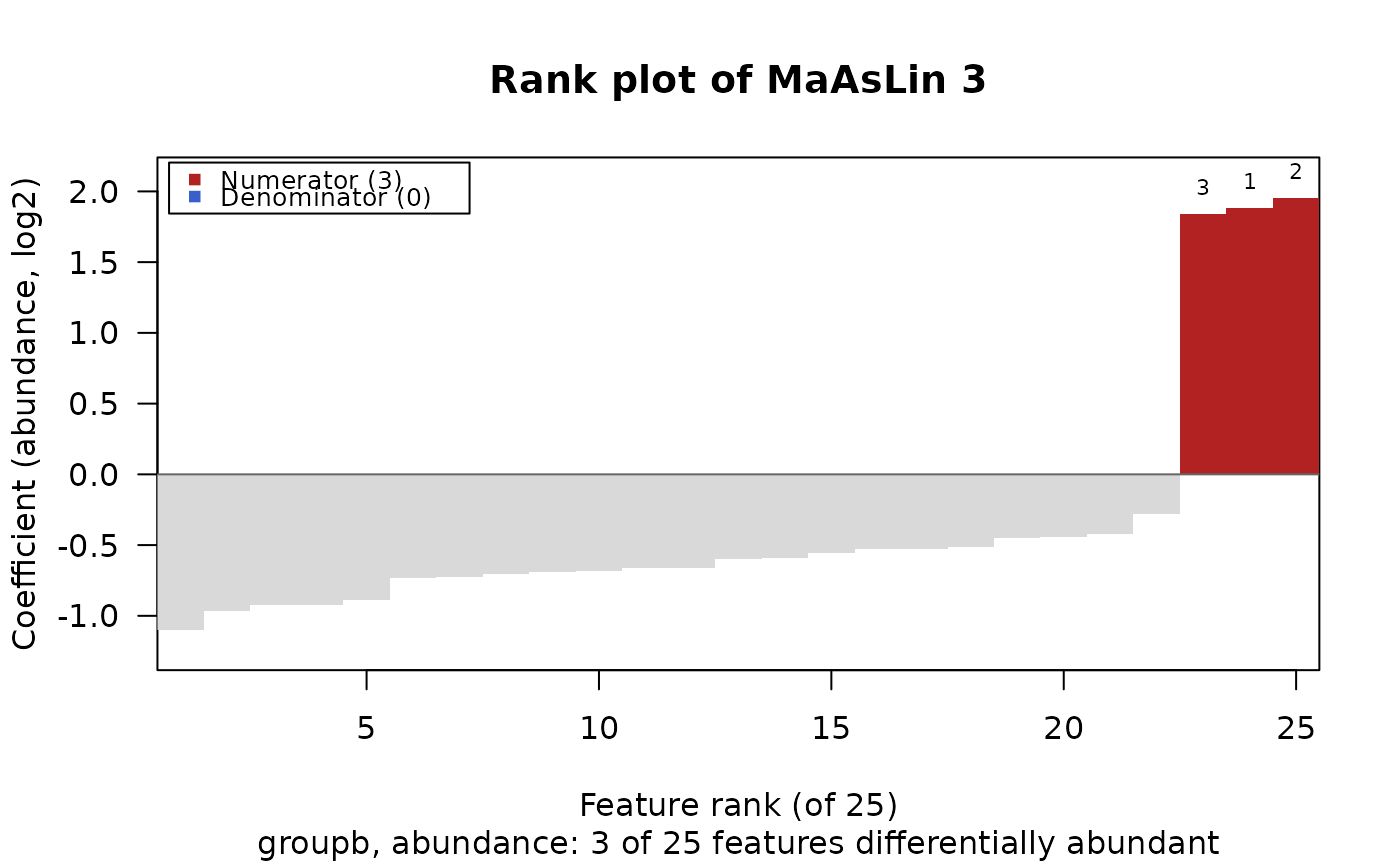 Rank plot of MaAsLin 3
Coefficient (abundance, log2)
2.0
1.5
1.0
0.5
0.0
-0.5
-1.0
Numerator (3)
Denominator (0)
3 1 2
5 10 15 20 25
Feature rank (of 25)
groupb, abundance: 3 of 25 features differentially abundant